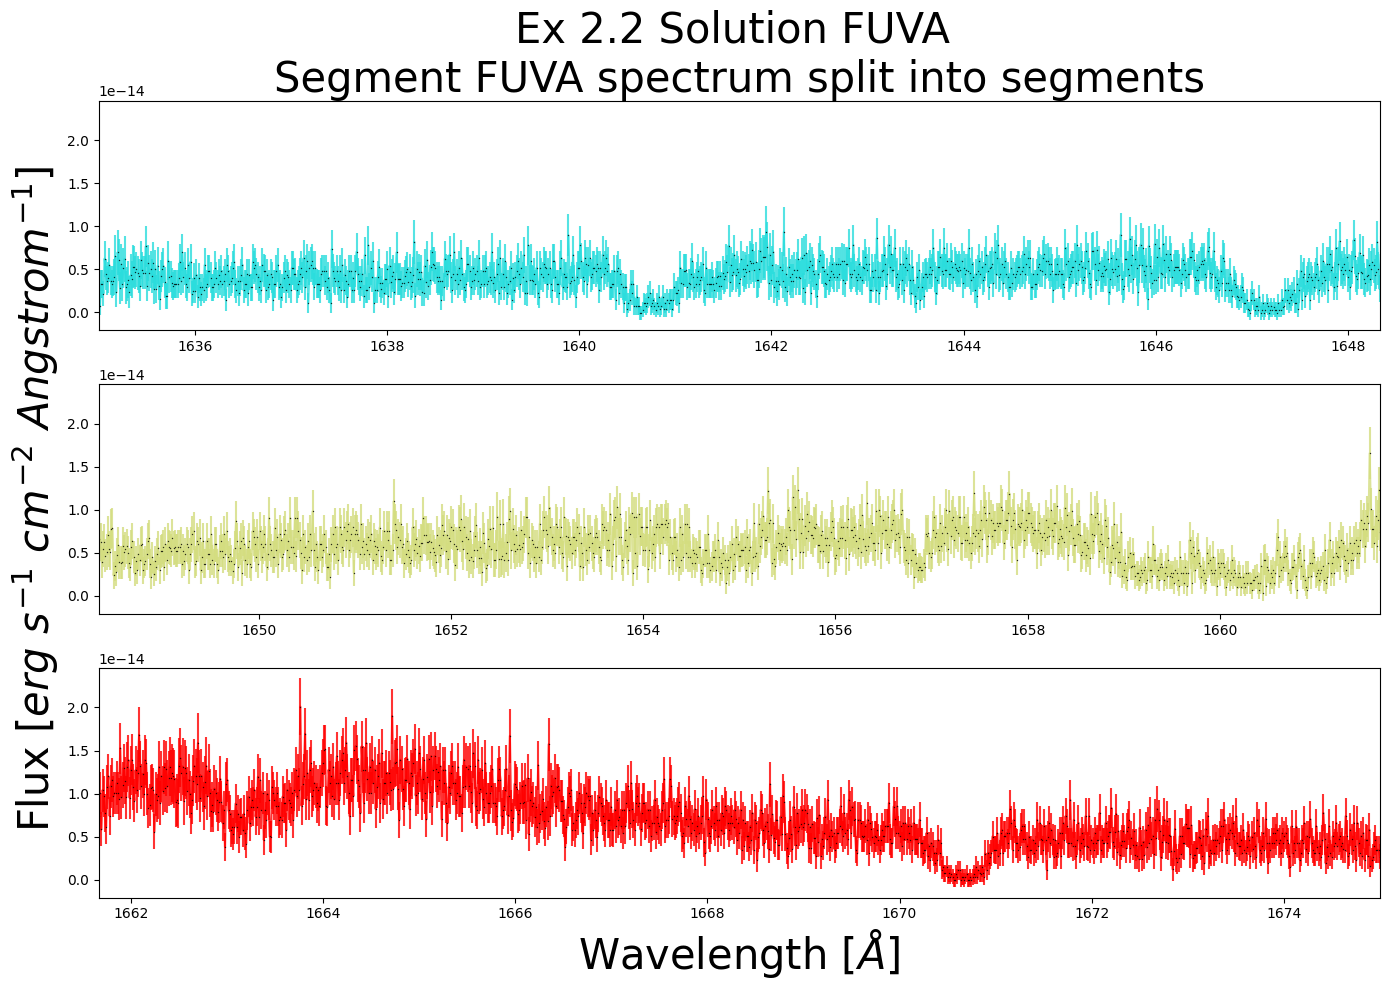 Ex 2.2 Solution FUVA
Segment FUVA spectrum split into segments
Flux [erg s⁻¹ cm⁻² Angstrom⁻¹]
1e−14
2.0
1.5
1.0
0.5
0.0
1636 1638 1640 1642 1644 1646 1648
1e−14
2.0
1.5
1.0
0.5
0.0
1650 1652 1654 1656 1658 1660
1e−14
2.0
1.5
1.0
0.5
0.0
1662 1664 1666 1668 1670 1672 1674
Wavelength [Å]